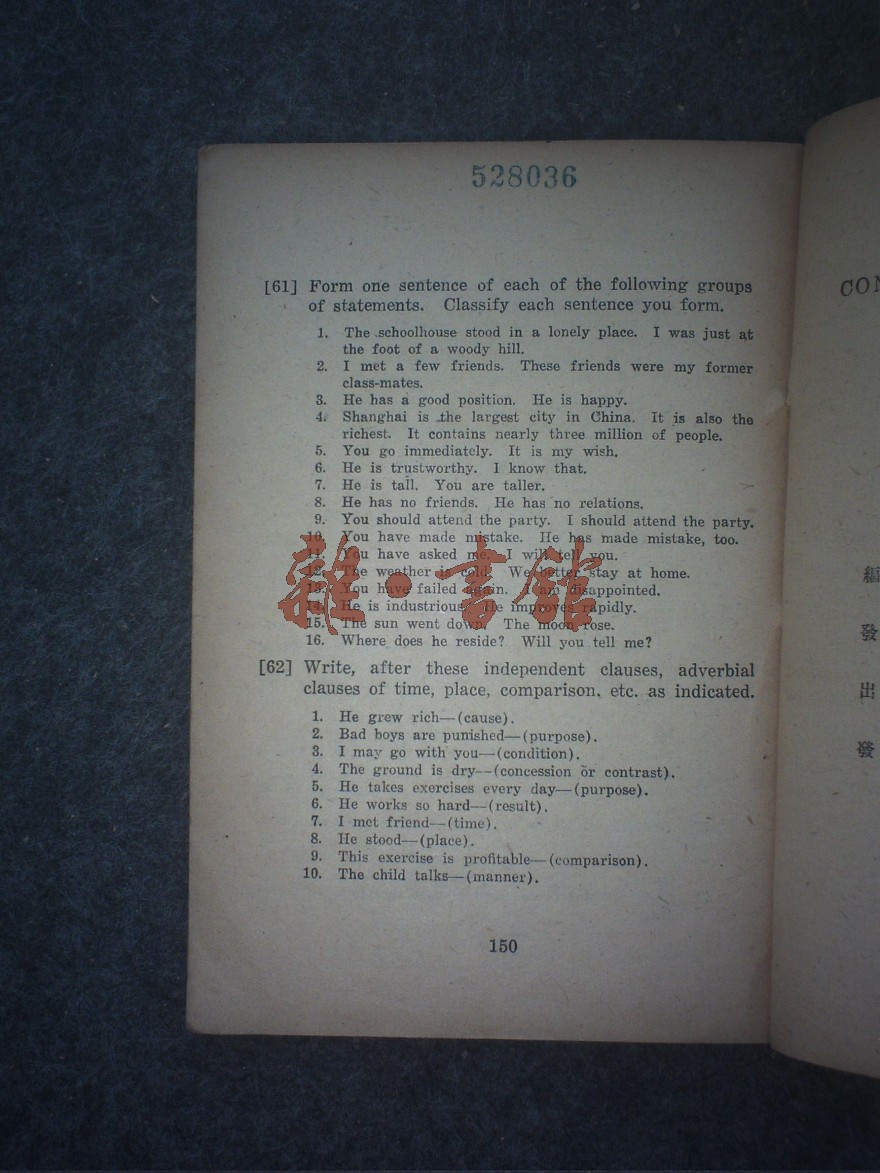 528036
[61] Form one sentence of each of the following groups
of statements. Classify each sentence you form.
1. The schoolhouse stood in a lonely place. I was just at
the foot of a woody hill.
2. I met a few friends. These friends were my former
class-mates.
3. He has a good position. He is happy.
4. Shanghai is the largest city in China. It is also the
richest. It contains nearly three million of people.
5. You go immediately. It is my wish.
6. He is trustworthy. I know that.
7. He is tall. You are taller.
8. He has no friends. He has no relations.
9. You should attend the party. I should attend the party.
10. You have made mistake. He has made mistake, too.
11. You have asked me. I will tell you.
12. The weather is cold. We better stay at home.
13. You have failed again. I am disappointed.
14. He is industrious. He improves rapidly.
15. The sun went down. The moon rose.
16. Where does he reside? Will you tell me?
[62] Write, after these independent clauses, adverbial
clauses of time, place, comparison, etc. as indicated.
1. He grew rich—(cause).
2. Bad boys are punished—(purpose).
3. I may go with you—(condition).
4. The ground is dry—(concession or contrast).
5. He takes exercises every day—(purpose).
6. He works so hard—(result).
7. I met friend—(time).
8. He stood—(place).
9. This exercise is profitable—(comparison).
10. The child talks—(manner).
150
雜·書館
CON
編
發
出
發